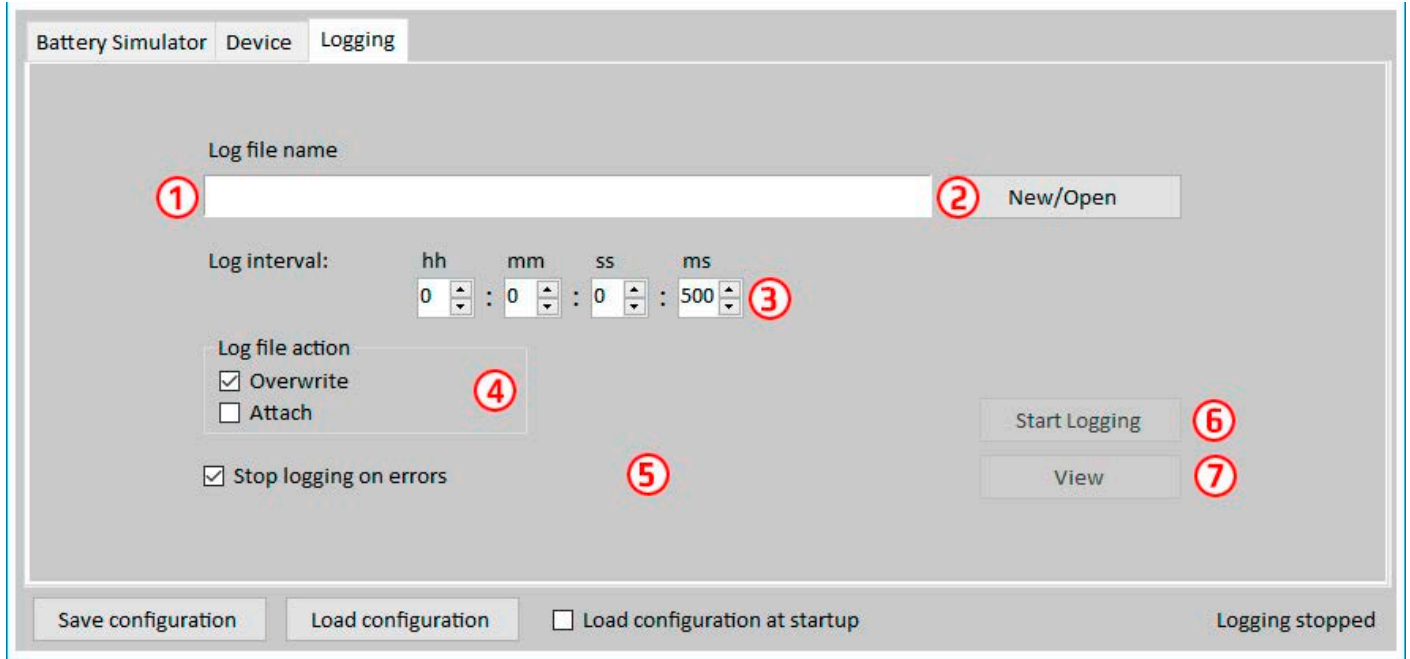 Battery Simulator Device Logging
Log file name
① ② New/Open
Log interval: hh mm ss ms
0 : 0 : 0 : 500 ③
Log file action
Overwrite ④
Attach
Start Logging ⑥
Stop logging on errors ⑤
View ⑦
Save configuration Load configuration Load configuration at startup Logging stopped